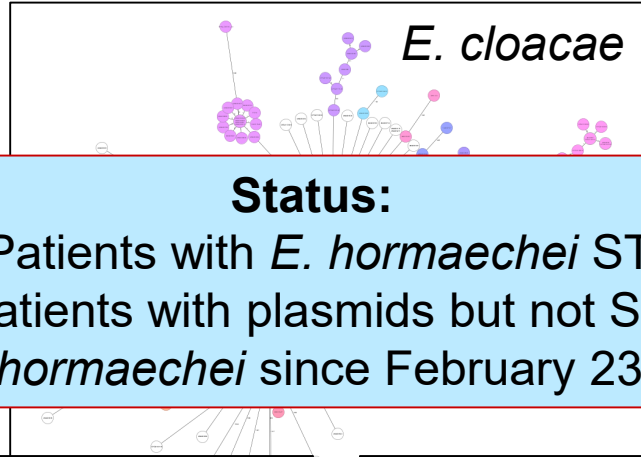 E. cloacae
Status:
Patients with E. hormaechei ST
atients with plasmids but not S
hormaechei since February 23